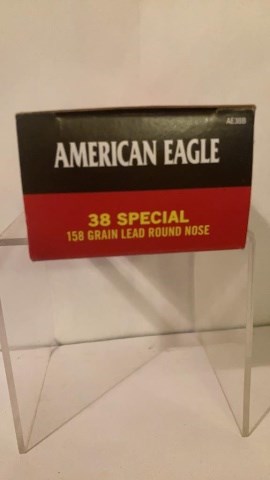 AE38B
AMERICAN EAGLE
38 SPECIAL
158 GRAIN LEAD ROUND NOSE